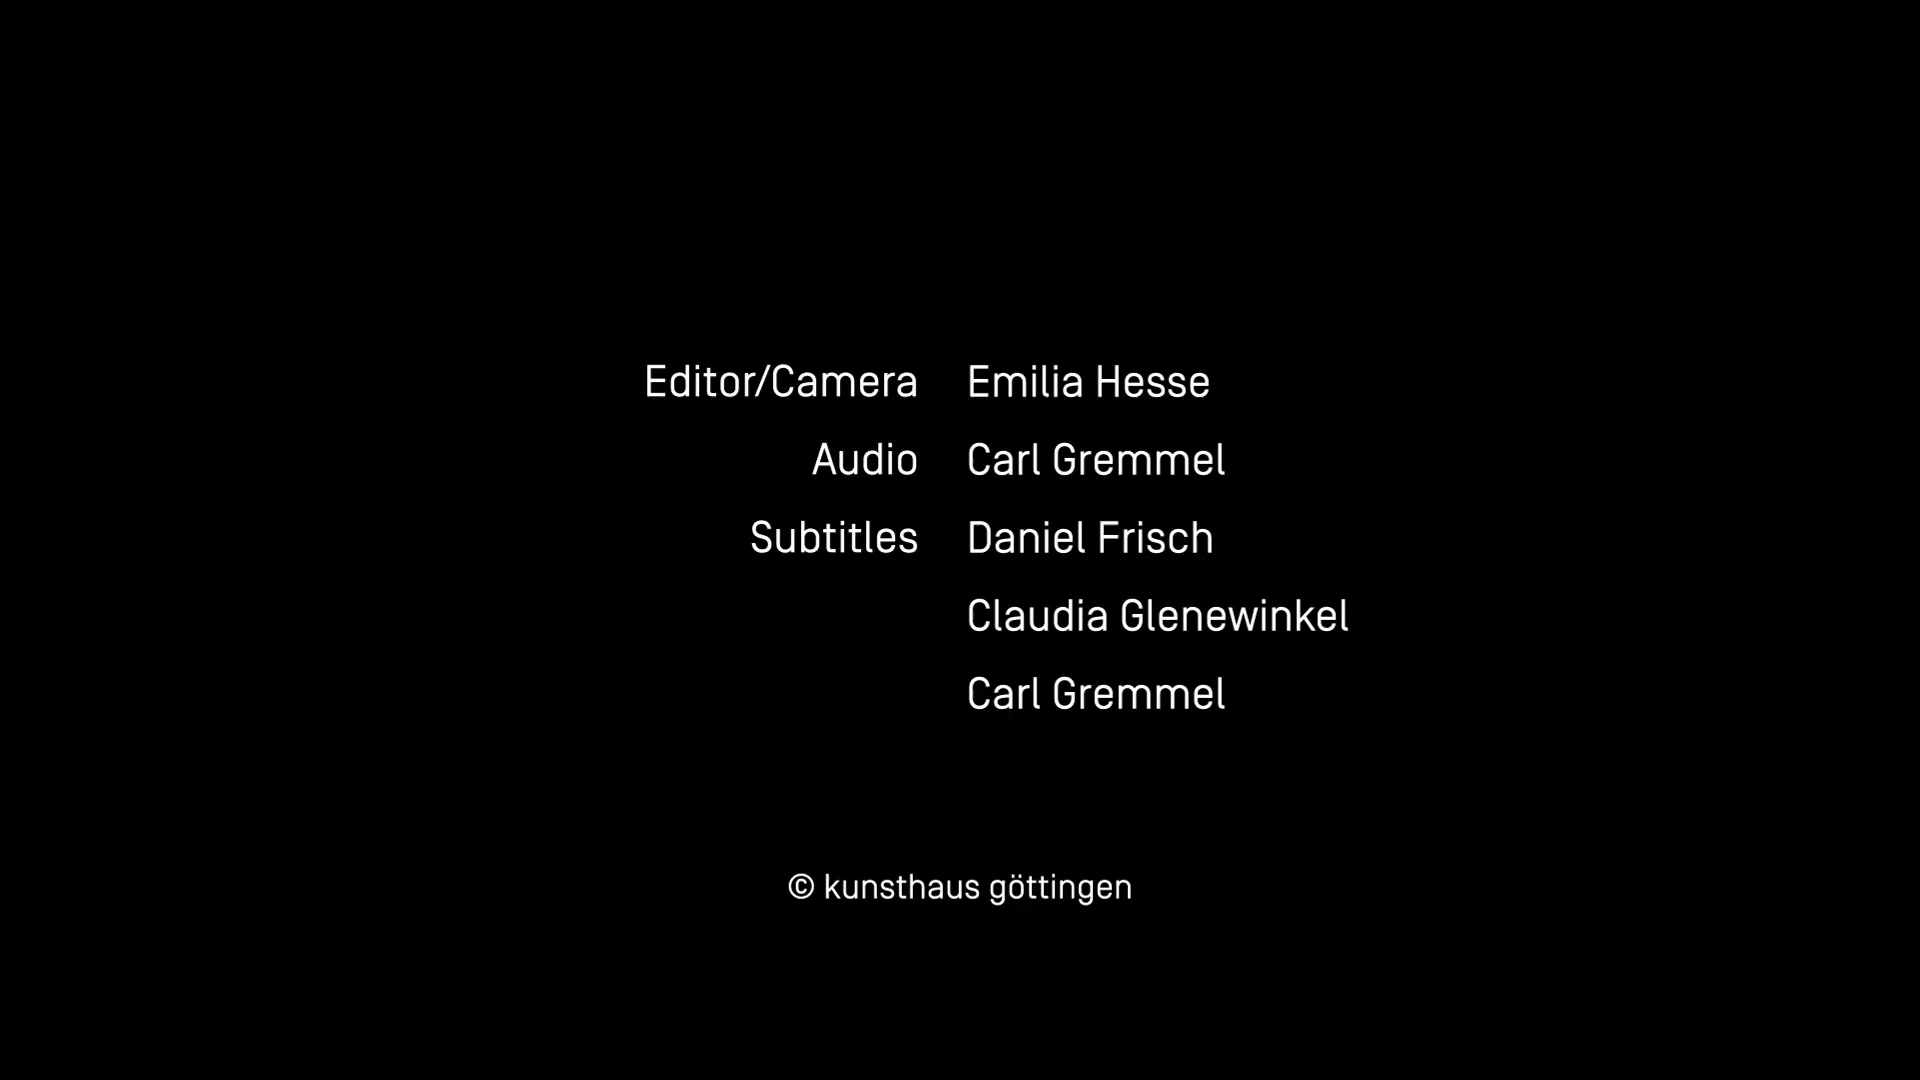 Editor/Camera Emilia Hesse
Audio Carl Gremmel
Subtitles Daniel Frisch
Claudia Glenewinkel
Carl Gremmel
© kunsthaus göttingen